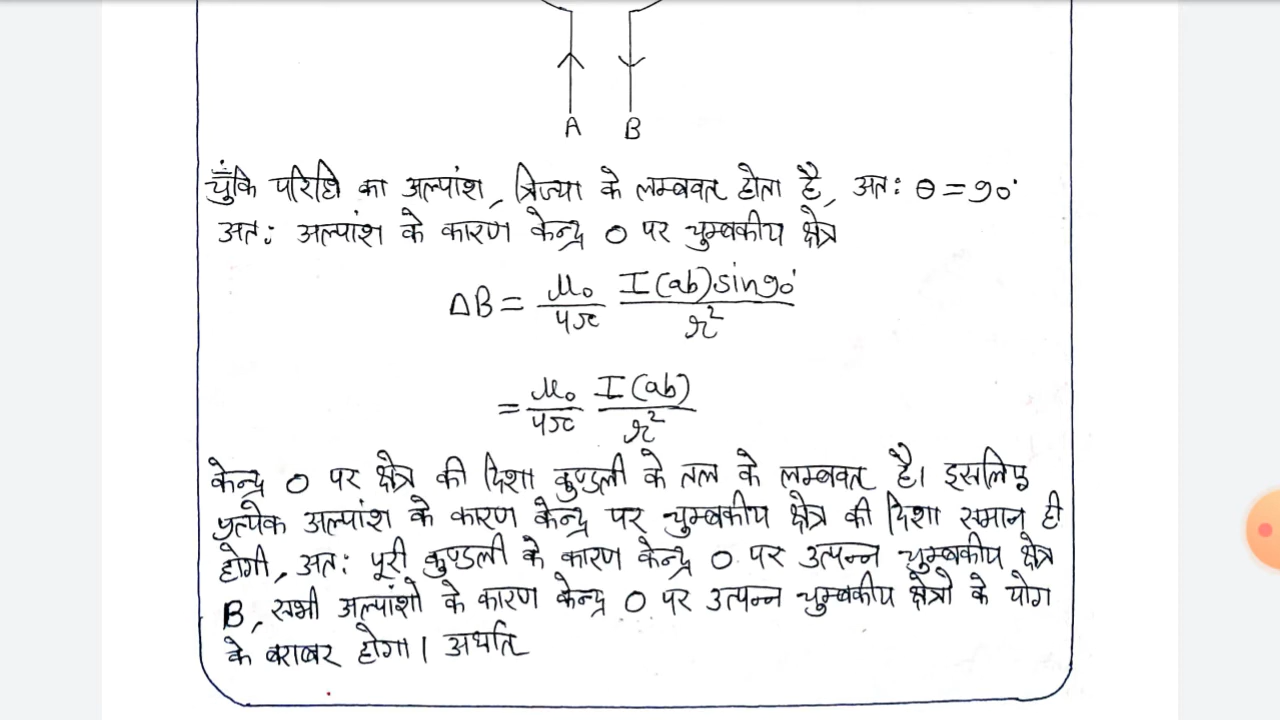 A B
चूँकि परिधि का अल्पांश, त्रिज्या के लम्बवत होता है, अतः θ = 90°
अतः अल्पांश के कारण केन्द्र O पर चुम्बकीय क्षेत्र
ΔB = μ₀/4π I(ab)sin90°/r²
= μ₀/4π I(ab)/r²
केन्द्र O पर क्षेत्र की दिशा कुण्डली के तल के लम्बवत है। इसलिए
प्रत्येक अल्पांश के कारण केन्द्र पर चुम्बकीय क्षेत्र की दिशा समान ही
होगी, अतः पूरी कुण्डली के कारण केन्द्र O पर उत्पन्न चुम्बकीय क्षेत्र
B, सभी अल्पांशो के कारण केन्द्र O पर उत्पन्न चुम्बकीय क्षेत्रो के योग
के बराबर होगा। अर्थात